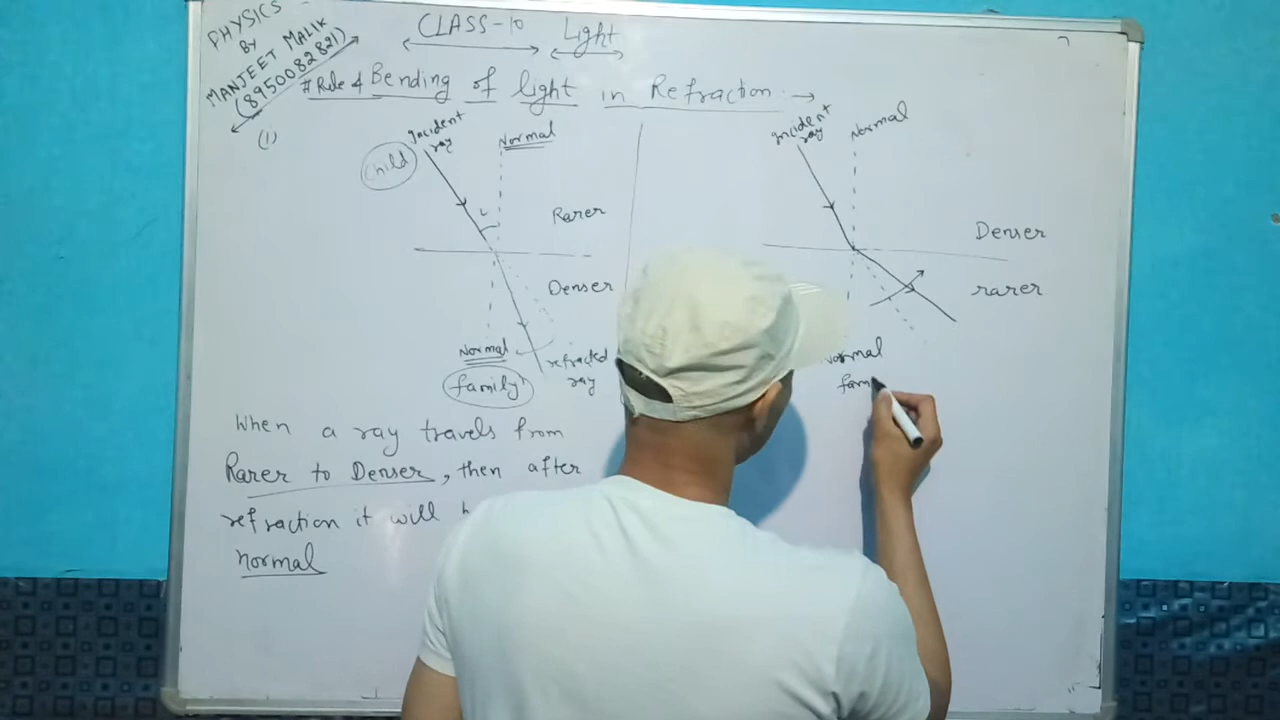 PHYSICS
BY
MANJEET MALIK
(8950082821)
CLASS-10 Light
# Rule of Bending of light in Refraction :→
(1)
Incident
ray
Normal
Child
i
Rarer
Denser
Normal
family
refracted
ray
When a ray travels from
Rarer to Denser, then after
refraction it will
normal
Incident
ray
Normal
Denser
rarer
Normal
fam